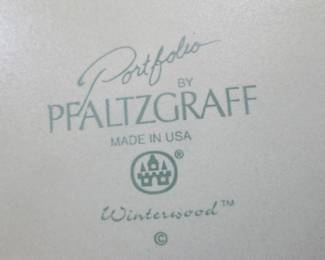 Portfolio
BY
PFALTZGRAFF
MADE IN USA
®
Winterwood™
©